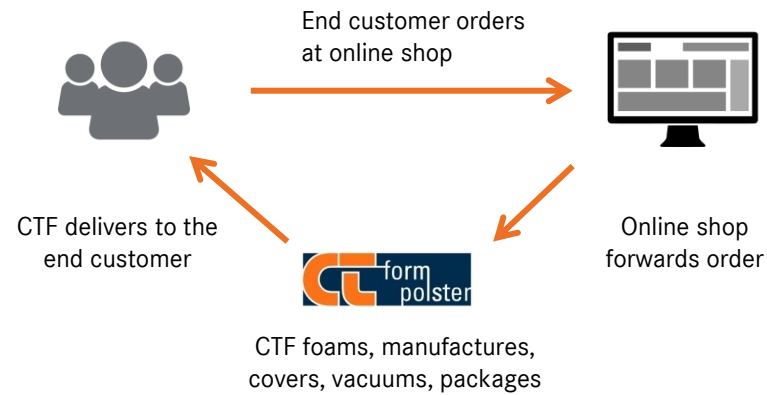 End customer orders
at online shop
CTF delivers to the
end customer
Online shop
forwards order
CT form
polster
CTF foams, manufactures,
covers, vacuums, packages